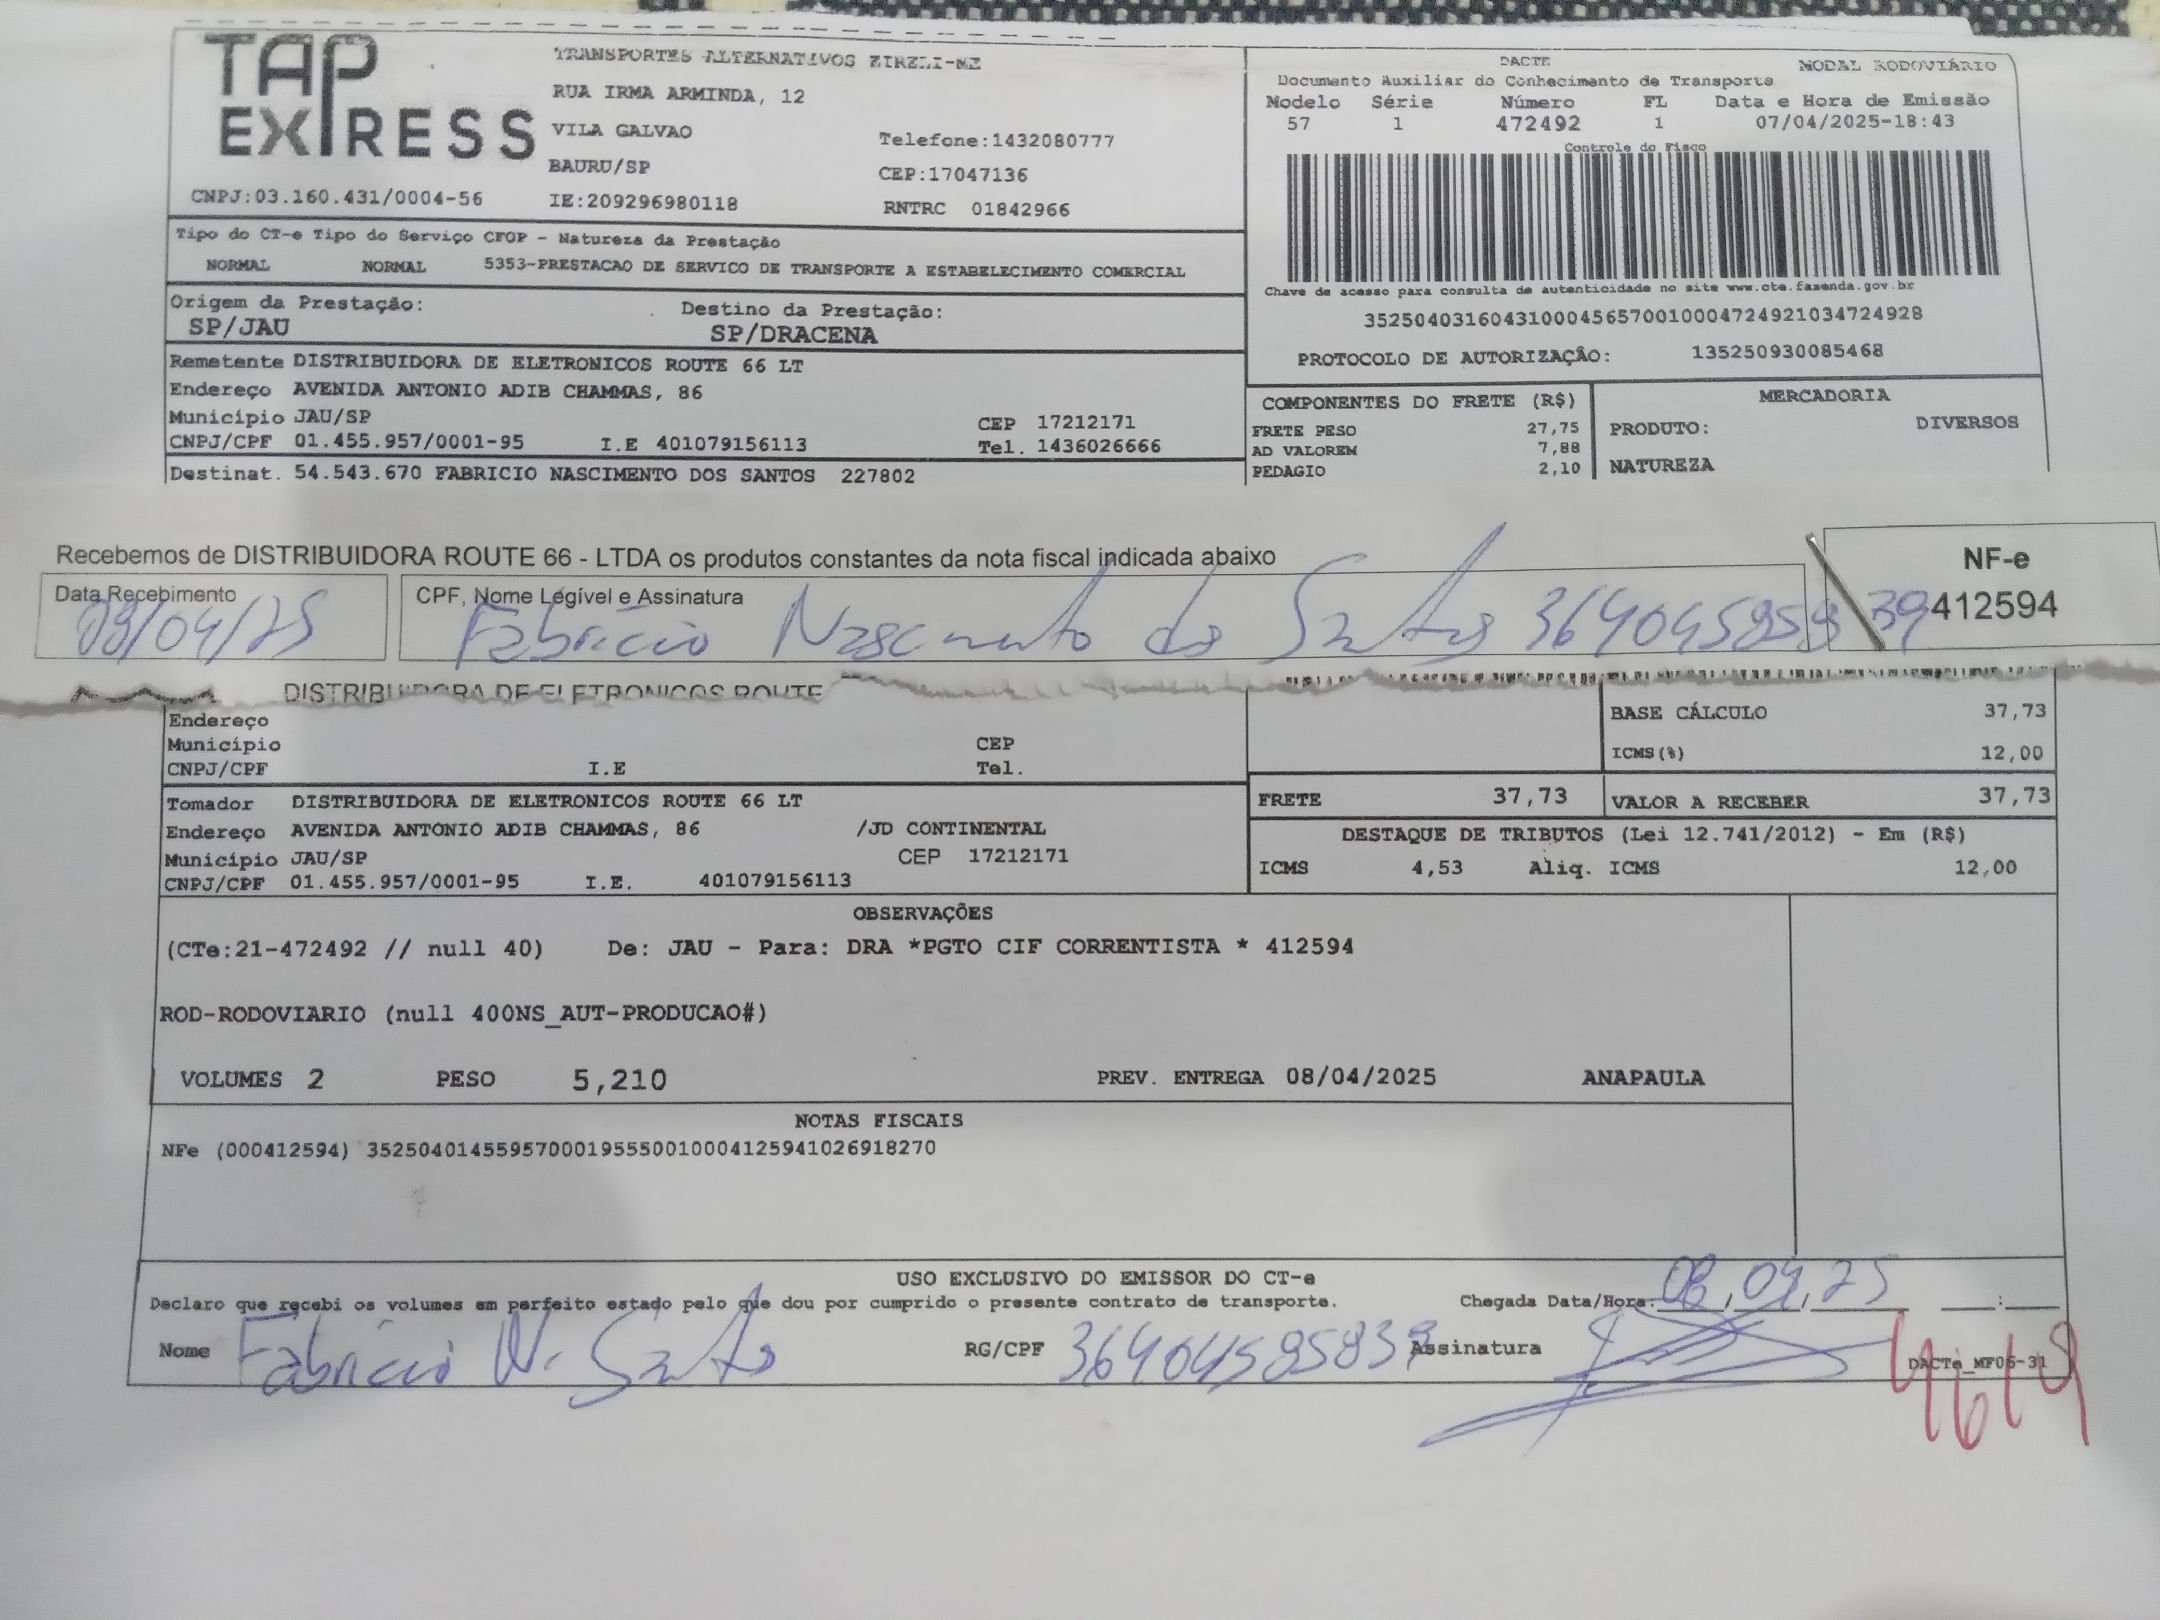 TAP EXPRESS
TRANSPORTES ALTERNATIVOS EIRELI-ME
RUA IRMA ARMINDA, 12
VILA GALVAO Telefone:1432080777
BAURU/SP CEP:17047136
CNPJ:03.160.431/0004-56 IE:209296980118 RNTRC 01842966
DACTE MODAL RODOVIÁRIO
Documento Auxiliar do Conhecimento de Transporte
Modelo Série Número FL Data e Hora de Emissão
57 1 472492 1 07/04/2025-18:43
Controle do Fisco
Chave de acesso para consulta de autenticidade no site www.cte.fazenda.gov.br
35250403160431000456570010004724921034724928
PROTOCOLO DE AUTORIZAÇÃO: 135250930085468
Tipo do CT-e Tipo do Serviço CFOP - Natureza da Prestação
NORMAL NORMAL 5353-PRESTACAO DE SERVICO DE TRANSPORTE A ESTABELECIMENTO COMERCIAL
Origem da Prestação: Destino da Prestação:
SP/JAU SP/DRACENA
Remetente DISTRIBUIDORA DE ELETRONICOS ROUTE 66 LT
Endereço AVENIDA ANTONIO ADIB CHAMMAS, 86
Município JAU/SP CEP 17212171
CNPJ/CPF 01.455.957/0001-95 I.E 401079156113 Tel. 1436026666
Destinat. 54.543.670 FABRICIO NASCIMENTO DOS SANTOS 227802
COMPONENTES DO FRETE (R$) MERCADORIA
FRETE PESO 27,75 PRODUTO: DIVERSOS
AD VALOREM 7,88
PEDAGIO 2,10 NATUREZA
Recebemos de DISTRIBUIDORA ROUTE 66 - LTDA os produtos constantes da nota fiscal indicada abaixo
Data Recebimento CPF, Nome Legível e Assinatura
08/04/25 Fabricio Nascimento dos Santos 36404585839
NF-e
412594
DISTRIBUIDORA DE ELETRONICOS ROUTE
Endereço
Município CEP
CNPJ/CPF I.E Tel.
BASE CÁLCULO 37,73
ICMS(%) 12,00
Tomador DISTRIBUIDORA DE ELETRONICOS ROUTE 66 LT
Endereço AVENIDA ANTONIO ADIB CHAMMAS, 86 /JD CONTINENTAL
Município JAU/SP CEP 17212171
CNPJ/CPF 01.455.957/0001-95 I.E. 401079156113
FRETE 37,73 VALOR A RECEBER 37,73
DESTAQUE DE TRIBUTOS (Lei 12.741/2012) - Em (R$)
ICMS 4,53 Aliq. ICMS 12,00
OBSERVAÇÕES
(CTe:21-472492 // null 40) De: JAU - Para: DRA *PGTO CIF CORRENTISTA * 412594
ROD-RODOVIARIO (null 400NS_AUT-PRODUCAO#)
VOLUMES 2 PESO 5,210 PREV. ENTREGA 08/04/2025 ANAPAULA
NOTAS FISCAIS
NFe (000412594) 35250401455957000195550010004125941026918270
USO EXCLUSIVO DO EMISSOR DO CT-e
Declaro que recebi os volumes em perfeito estado pelo que dou por cumprido o presente contrato de transporte. Chegada Data/Hora: 08/04/25 :
Nome Fabricio N. Santos RG/CPF 36404585839 Assinatura
DACTe_MF06-31